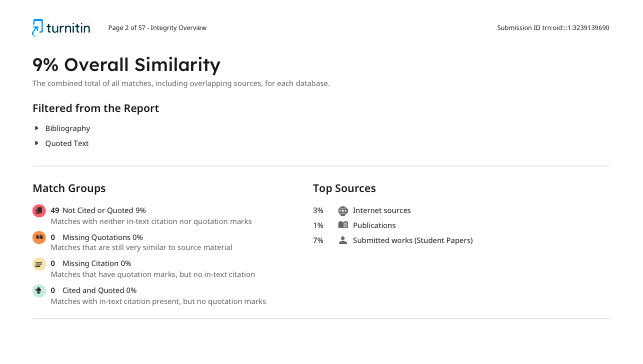 turnitin Page 2 of 57 - Integrity Overview Submission ID trn:oid:::1:3239139690
9% Overall Similarity
The combined total of all matches, including overlapping sources, for each database.
Filtered from the Report
Bibliography
Quoted Text
Match Groups
49 Not Cited or Quoted 9%
Matches with neither in-text citation nor quotation marks
0 Missing Quotations 0%
Matches that are still very similar to source material
0 Missing Citation 0%
Matches that have quotation marks, but no in-text citation
0 Cited and Quoted 0%
Matches with in-text citation present, but no quotation marks
Top Sources
3% Internet sources
1% Publications
7% Submitted works (Student Papers)